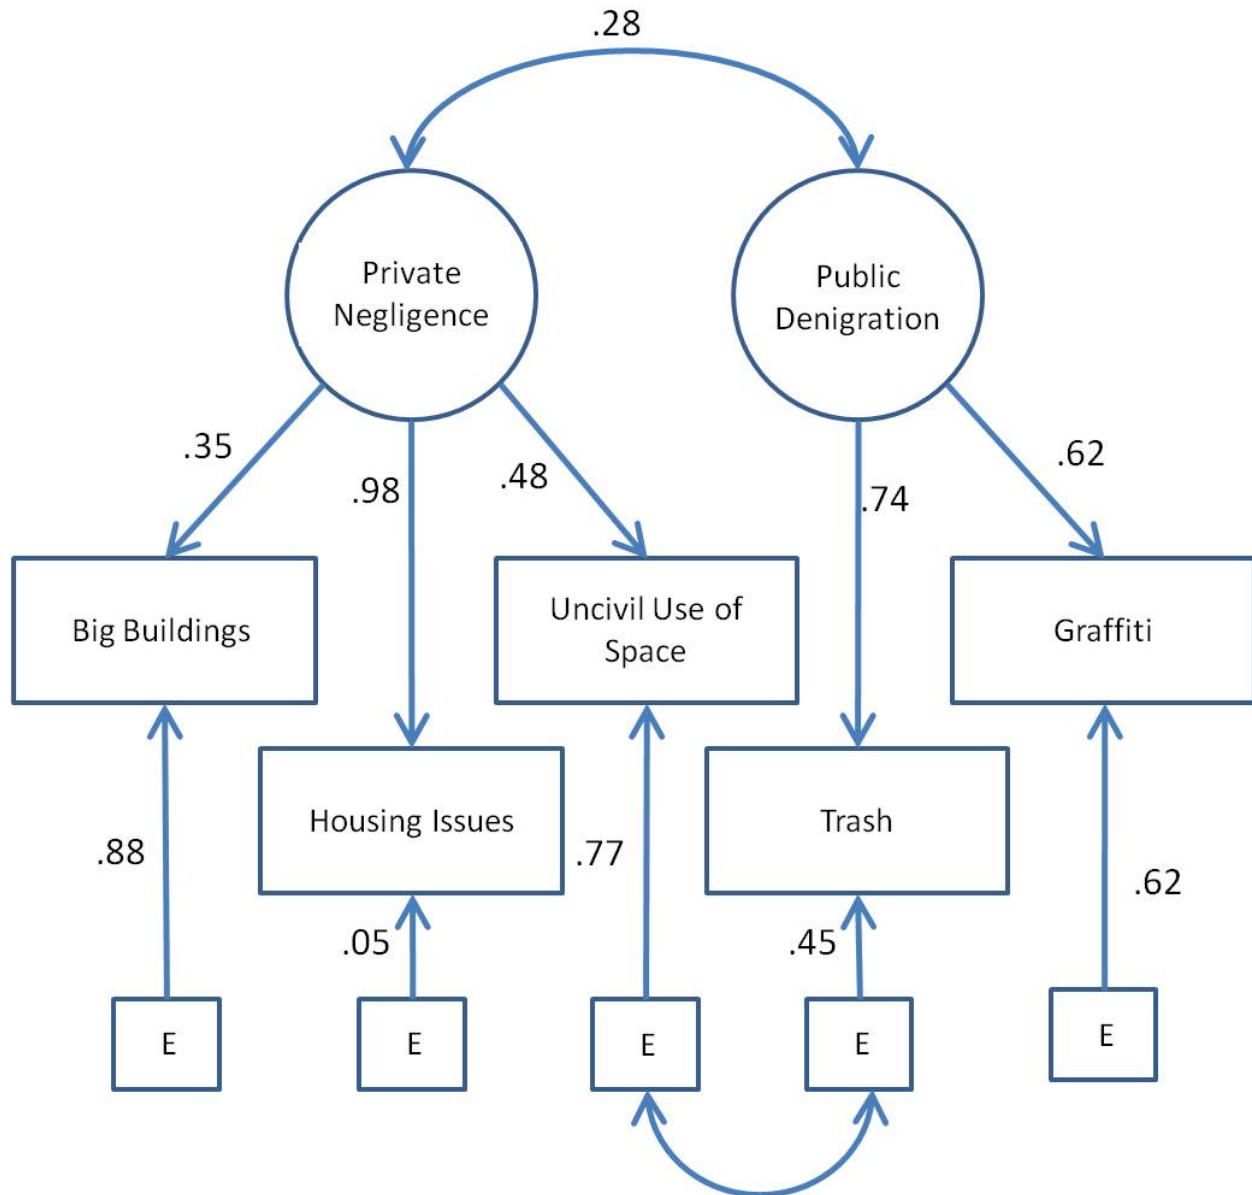 .28
Private
Negligence
Public
Denigration
.35
.98
.48
.74
.62
Big Buildings
Uncivil Use of
Space
Graffiti
Housing Issues
Trash
.88
.05
.77
.45
.62
E
E
E
E
E